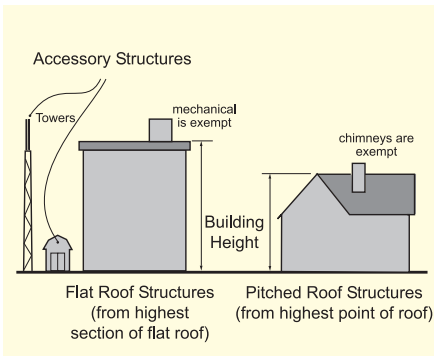 Accessory Structures
Towers
mechanical
is exempt
chimneys are
exempt
Building
Height
Flat Roof Structures
(from highest
section of flat roof)
Pitched Roof Structures
(from highest point of roof)